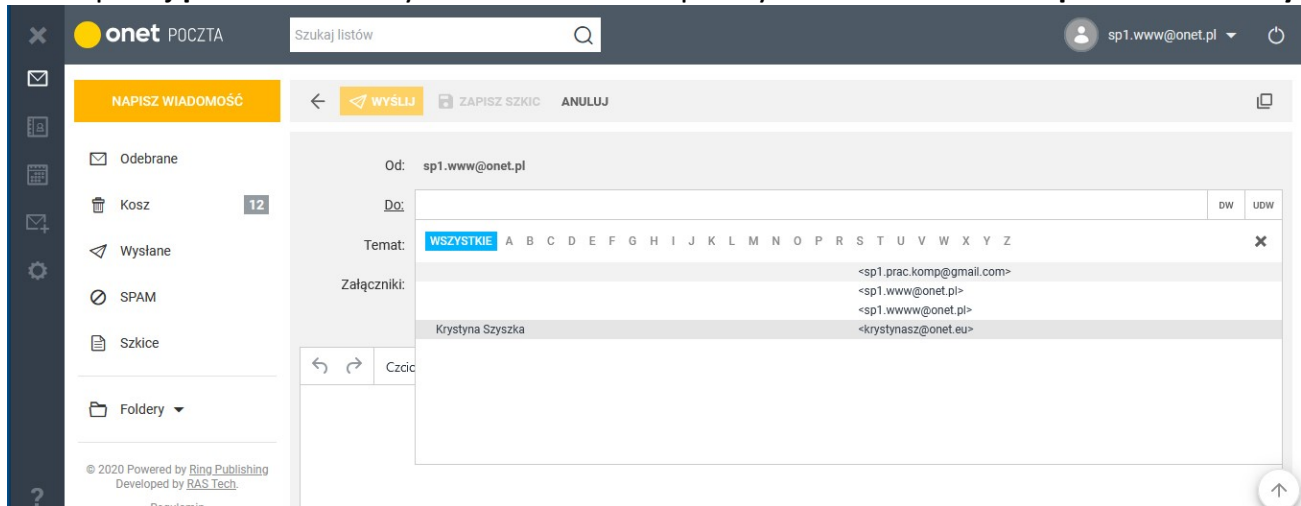 onet POCZTA
Szukaj listów
sp1.www@onet.pl
NAPISZ WIADOMOŚĆ
WYŚLIJ
ZAPISZ SZKIC
ANULUJ
Odebrane
Kosz 12
Wysłane
SPAM
Szkice
Foldery
Od: sp1.www@onet.pl
Do:
DW UDW
Temat:
WSZYSTKIE A B C D E F G H I J K L M N O P R S T U V W X Y Z
Załączniki:
<sp1.prac.komp@gmail.com>
<sp1.www@onet.pl>
<sp1.wwww@onet.pl>
Krystyna Szyszka <krystynasz@onet.eu>
© 2020 Powered by Ring Publishing
Developed by RAS Tech.
?